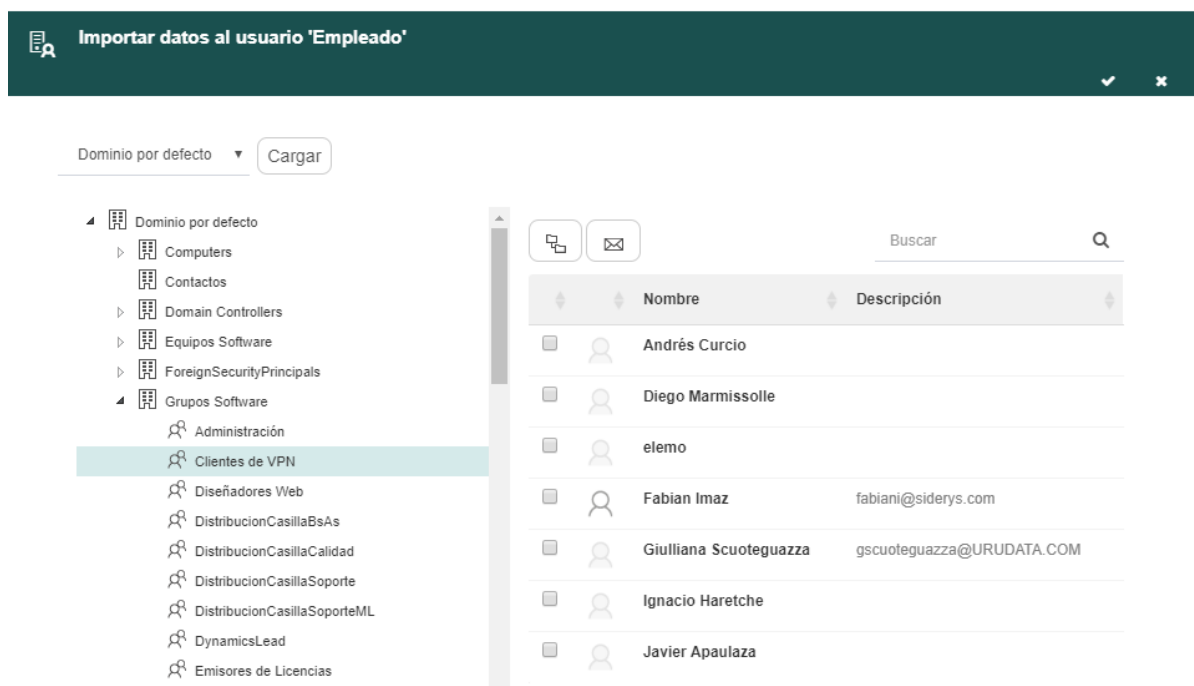 Importar datos al usuario 'Empleado'
Dominio por defecto
Cargar
Dominio por defecto
Computers
Contactos
Domain Controllers
Equipos Software
ForeignSecurityPrincipals
Grupos Software
Administración
Clientes de VPN
Diseñadores Web
DistribucionCasillaBsAs
DistribucionCasillaCalidad
DistribucionCasillaSoporte
DistribucionCasillaSoporteML
DynamicsLead
Emisores de Licencias
Buscar
Nombre Descripción
Andrés Curcio
Diego Marmissolle
elemo
Fabian Imaz fabiani@siderys.com
Giulliana Scuoteguazza gscuoteguazza@URUDATA.COM
Ignacio Haretche
Javier Apaulaza